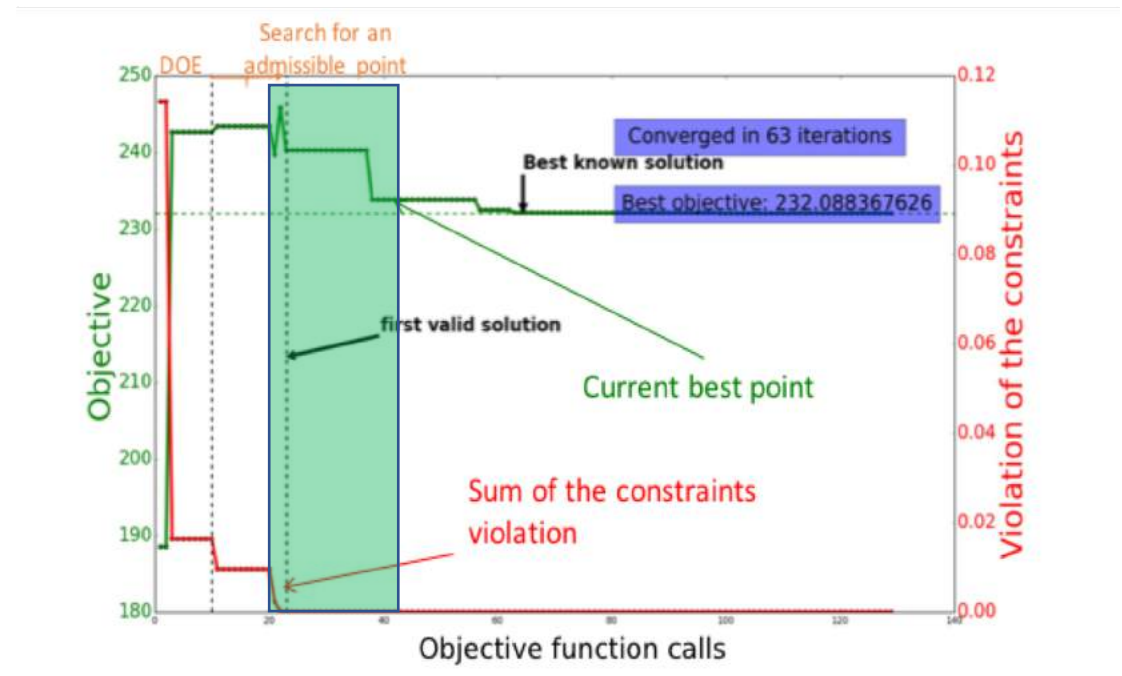 Search for an
DOE admissible point
250
240
230
220
210
200
190
180
Objective
0.12
0.10
0.08
0.06
0.04
0.02
0.00
Violation of the constraints
Converged in 63 iterations
Best known solution
Best objective: 232.088367626
first valid solution
Current best point
Sum of the constraints
violation
0 20 40 60 80 100 120 140
Objective function calls